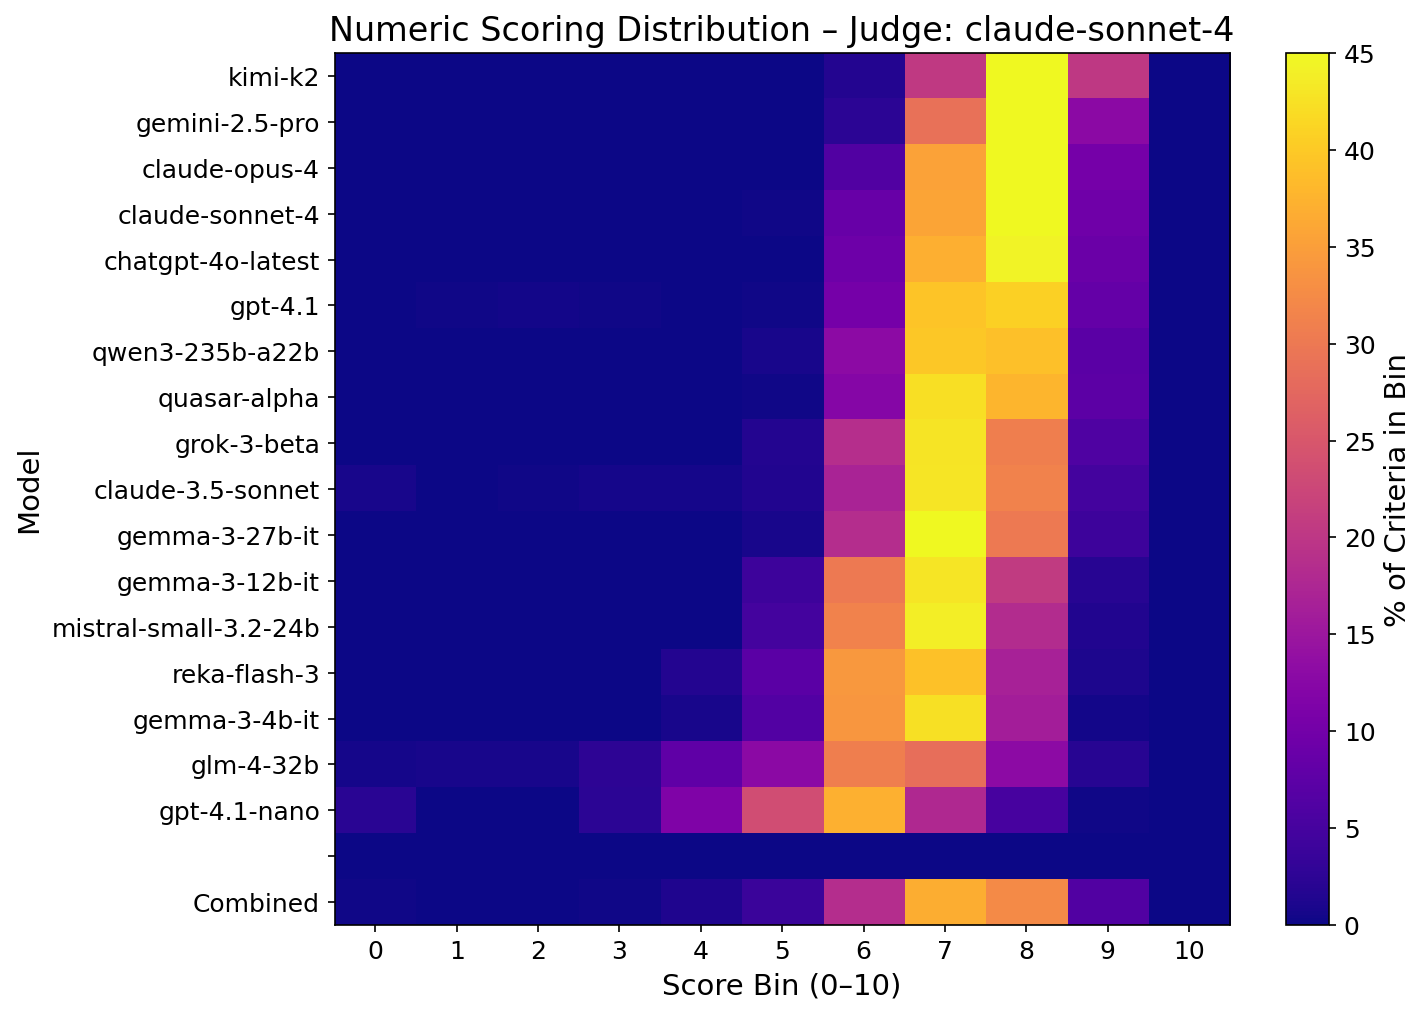 Numeric Scoring Distribution – Judge: claude-sonnet-4
kimi-k2
gemini-2.5-pro
claude-opus-4
claude-sonnet-4
chatgpt-4o-latest
gpt-4.1
qwen3-235b-a22b
quasar-alpha
grok-3-beta
claude-3.5-sonnet
gemma-3-27b-it
gemma-3-12b-it
mistral-small-3.2-24b
reka-flash-3
gemma-3-4b-it
glm-4-32b
gpt-4.1-nano
Combined
Model
0 1 2 3 4 5 6 7 8 9 10
Score Bin (0–10)
45
40
35
30
25
20
15
10
5
0
% of Criteria in Bin